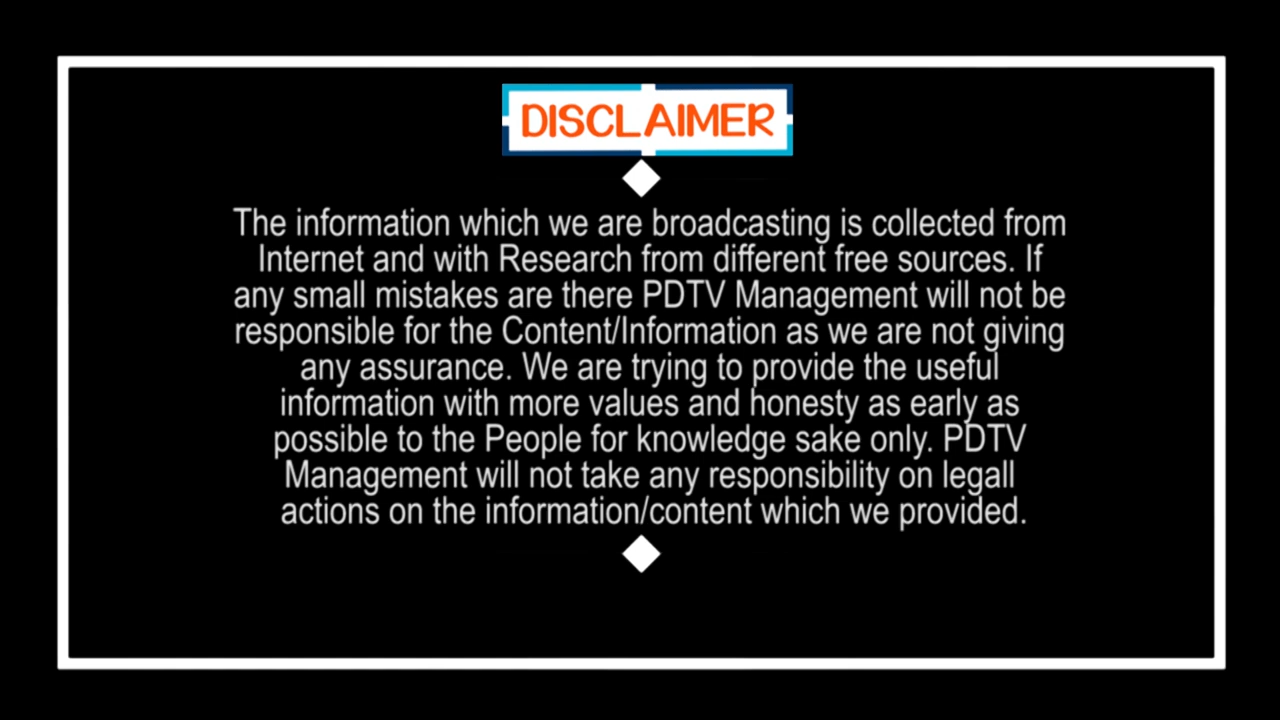 DISCLAIMER
The information which we are broadcasting is collected from
Internet and with Research from different free sources. If
any small mistakes are there PDTV Management will not be
responsible for the Content/Information as we are not giving
any assurance. We are trying to provide the useful
information with more values and honesty as early as
possible to the People for knowledge sake only. PDTV
Management will not take any responsibility on legall
actions on the information/content which we provided.